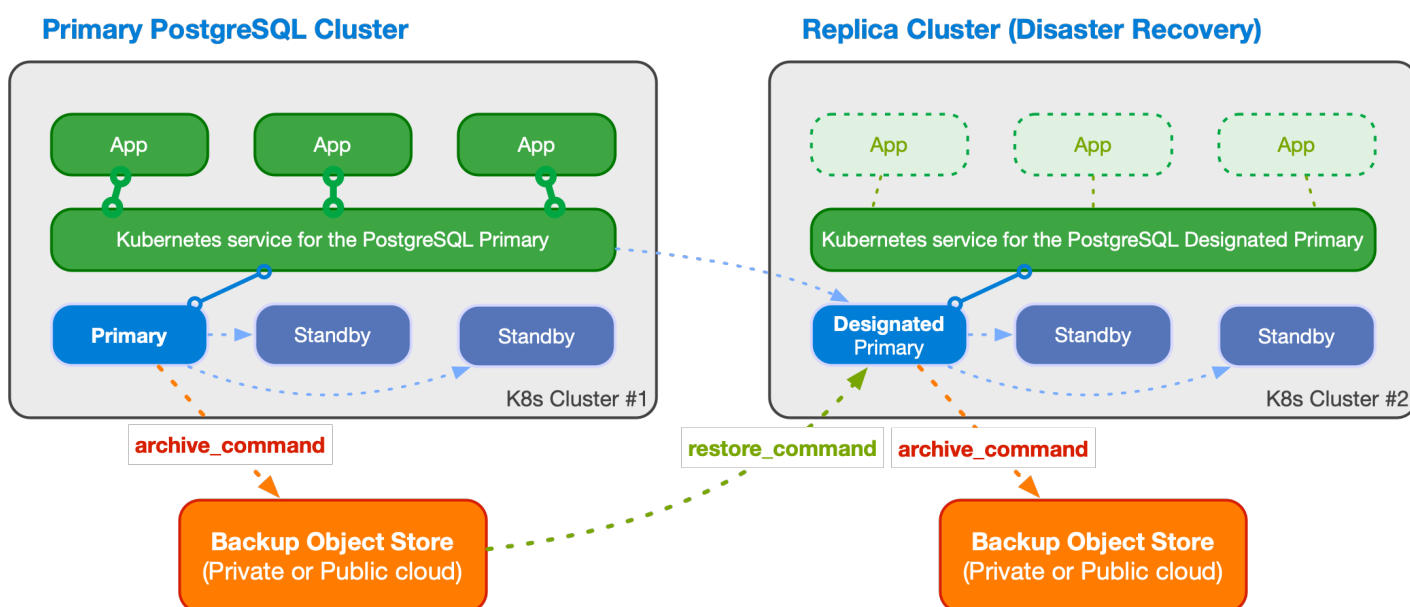 Primary PostgreSQL Cluster
Replica Cluster (Disaster Recovery)
App
App
App
Kubernetes service for the PostgreSQL Primary
Primary
Standby
Standby
K8s Cluster #1
App
App
App
Kubernetes service for the PostgreSQL Designated Primary
Designated
Primary
Standby
Standby
K8s Cluster #2
archive_command
restore_command
archive_command
Backup Object Store
(Private or Public cloud)
Backup Object Store
(Private or Public cloud)